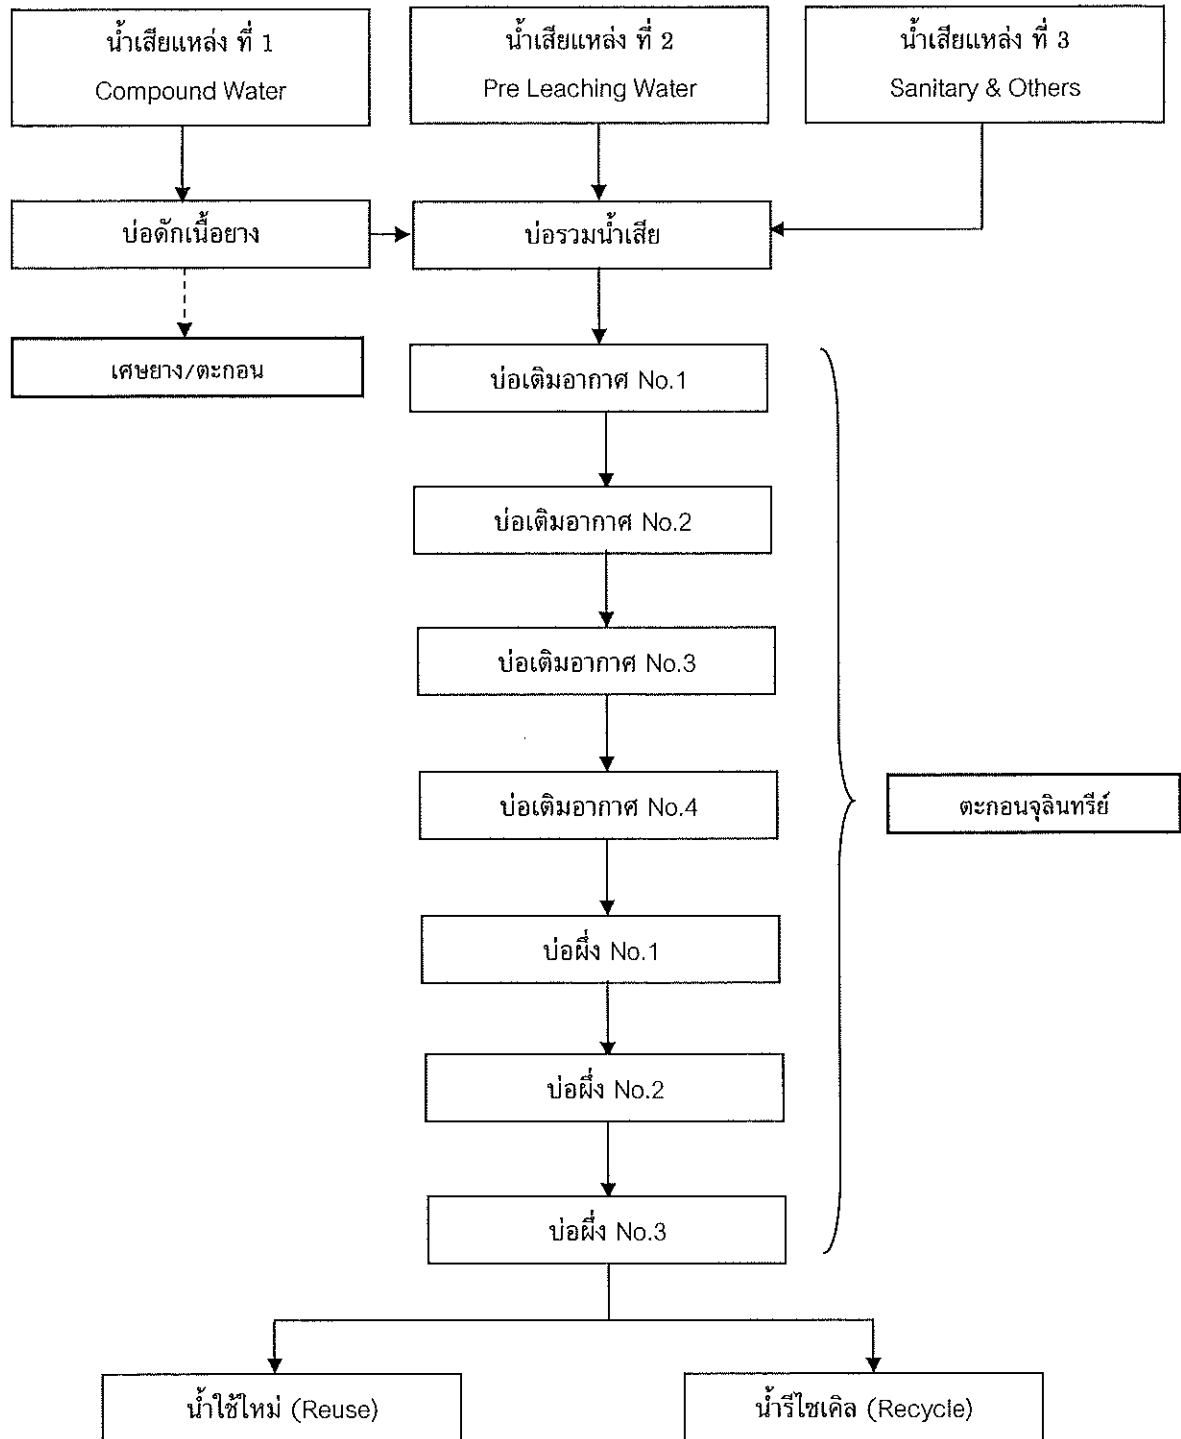 น้ำเสียแหล่ง ที่ 1
Compound Water
น้ำเสียแหล่ง ที่ 2
Pre Leaching Water
น้ำเสียแหล่ง ที่ 3
Sanitary & Others
บ่อดักเนื้อยาง
บ่อรวมน้ำเสีย
เศษยาง/ตะกอน
บ่อเติมอากาศ No.1
บ่อเติมอากาศ No.2
บ่อเติมอากาศ No.3
บ่อเติมอากาศ No.4
ตะกอนจุลินทรีย์
บ่อผึ่ง No.1
บ่อผึ่ง No.2
บ่อผึ่ง No.3
น้ำใช้ใหม่ (Reuse)
น้ำรีไซเคิล (Recycle)